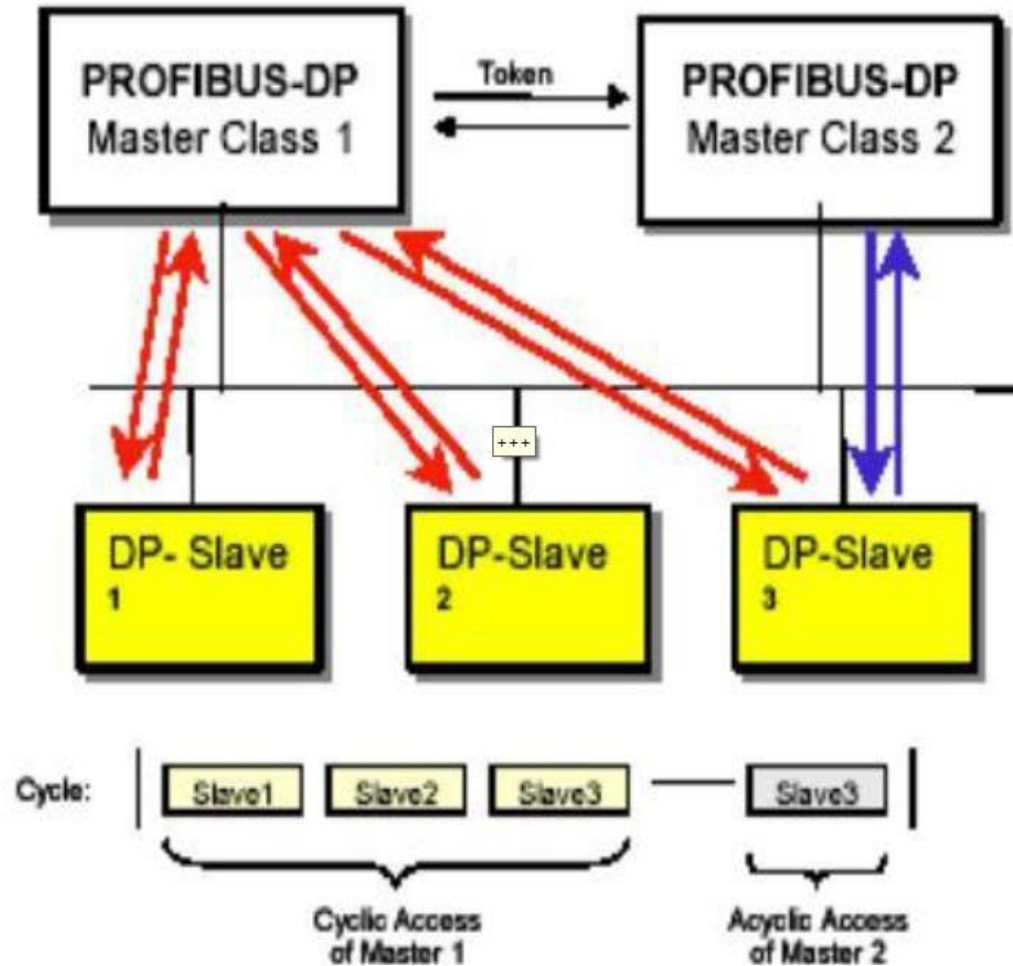 PROFIBUS-DP
Master Class 1
Token
PROFIBUS-DP
Master Class 2
+++
DP- Slave
1
DP-Slave
2
DP-Slave
3
Cycle:
Slave1
Slave2
Slave3
Slave3
Cyclic Access
of Master 1
Acyclic Access
of Master 2